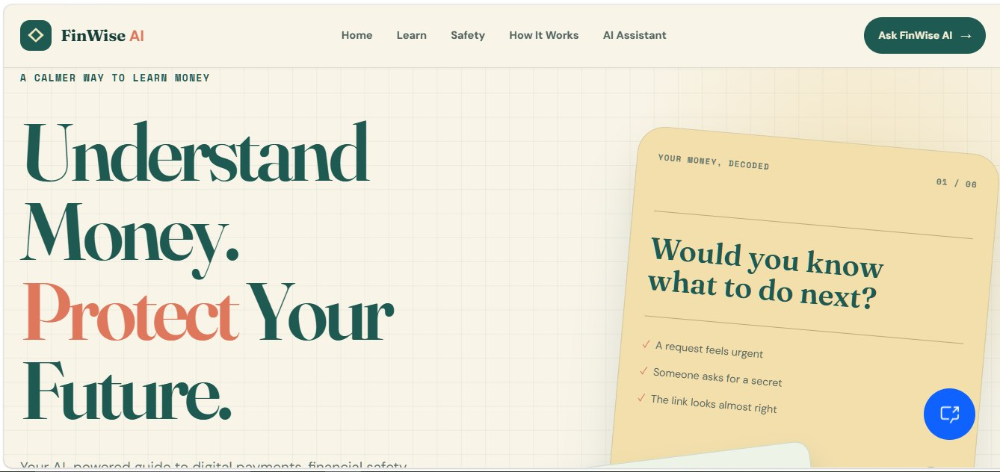 FinWise AI
Home
Learn
Safety
How It Works
AI Assistant
Ask FinWise AI →
A CALMER WAY TO LEARN MONEY
Understand
Money.
Protect Your
Future.
Your AI-powered guide to digital payments, financial safety,
YOUR MONEY, DECODED
01 / 06
Would you know
what to do next?
✓ A request feels urgent
✓ Someone asks for a secret
✓ The link looks almost right